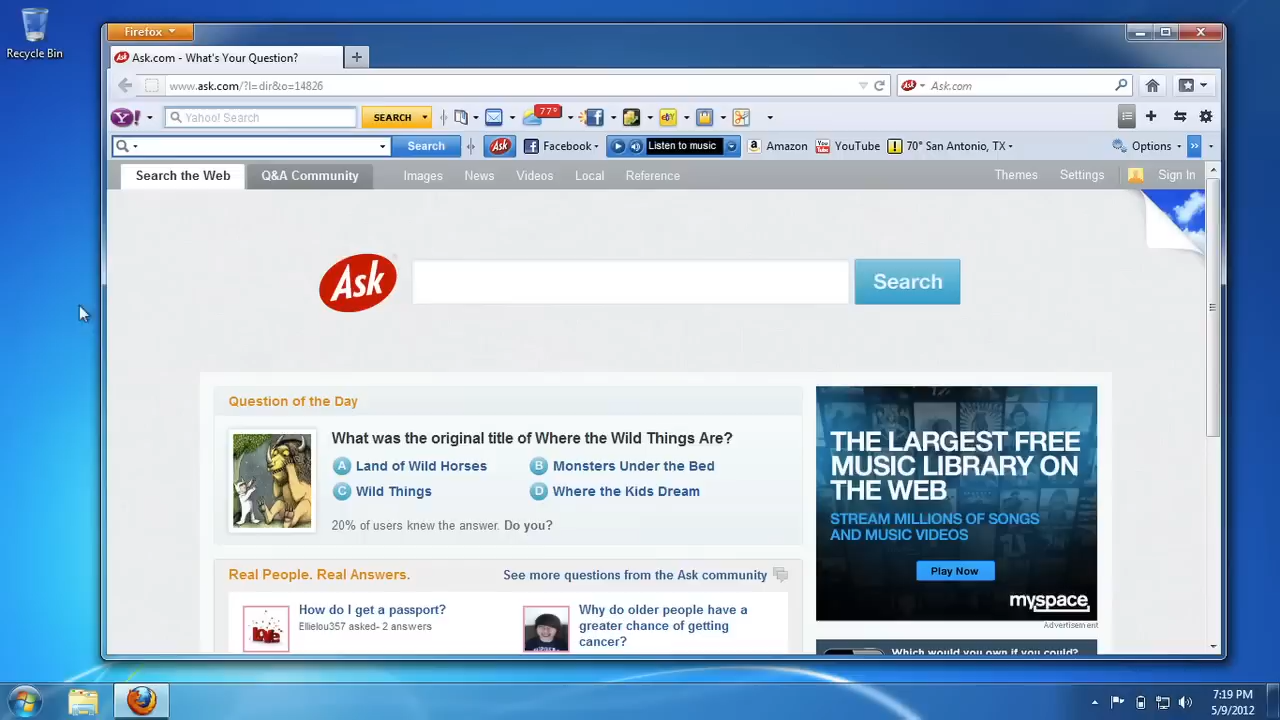 Recycle Bin
Firefox
Ask.com - What's Your Question?
www.ask.com/?l=dir&o=14826
Ask.com
Y!
Yahoo! Search
SEARCH
77°
Search
Ask
Facebook
Listen to music
Amazon
YouTube
70° San Antonio, TX
Options
Search the Web
Q&A Community
Images
News
Videos
Local
Reference
Themes
Settings
Sign In
Ask
Search
Question of the Day
What was the original title of Where the Wild Things Are?
A Land of Wild Horses
B Monsters Under the Bed
C Wild Things
D Where the Kids Dream
20% of users knew the answer. Do you?
THE LARGEST FREE
MUSIC LIBRARY ON
THE WEB
STREAM MILLIONS OF SONGS
AND MUSIC VIDEOS
Play Now
myspace
Advertisement
Real People. Real Answers.
See more questions from the Ask community
How do I get a passport?
Ellielou357 asked- 2 answers
Why do older people have a
greater chance of getting
cancer?
Which would you own if you could?
7:19 PM
5/9/2012